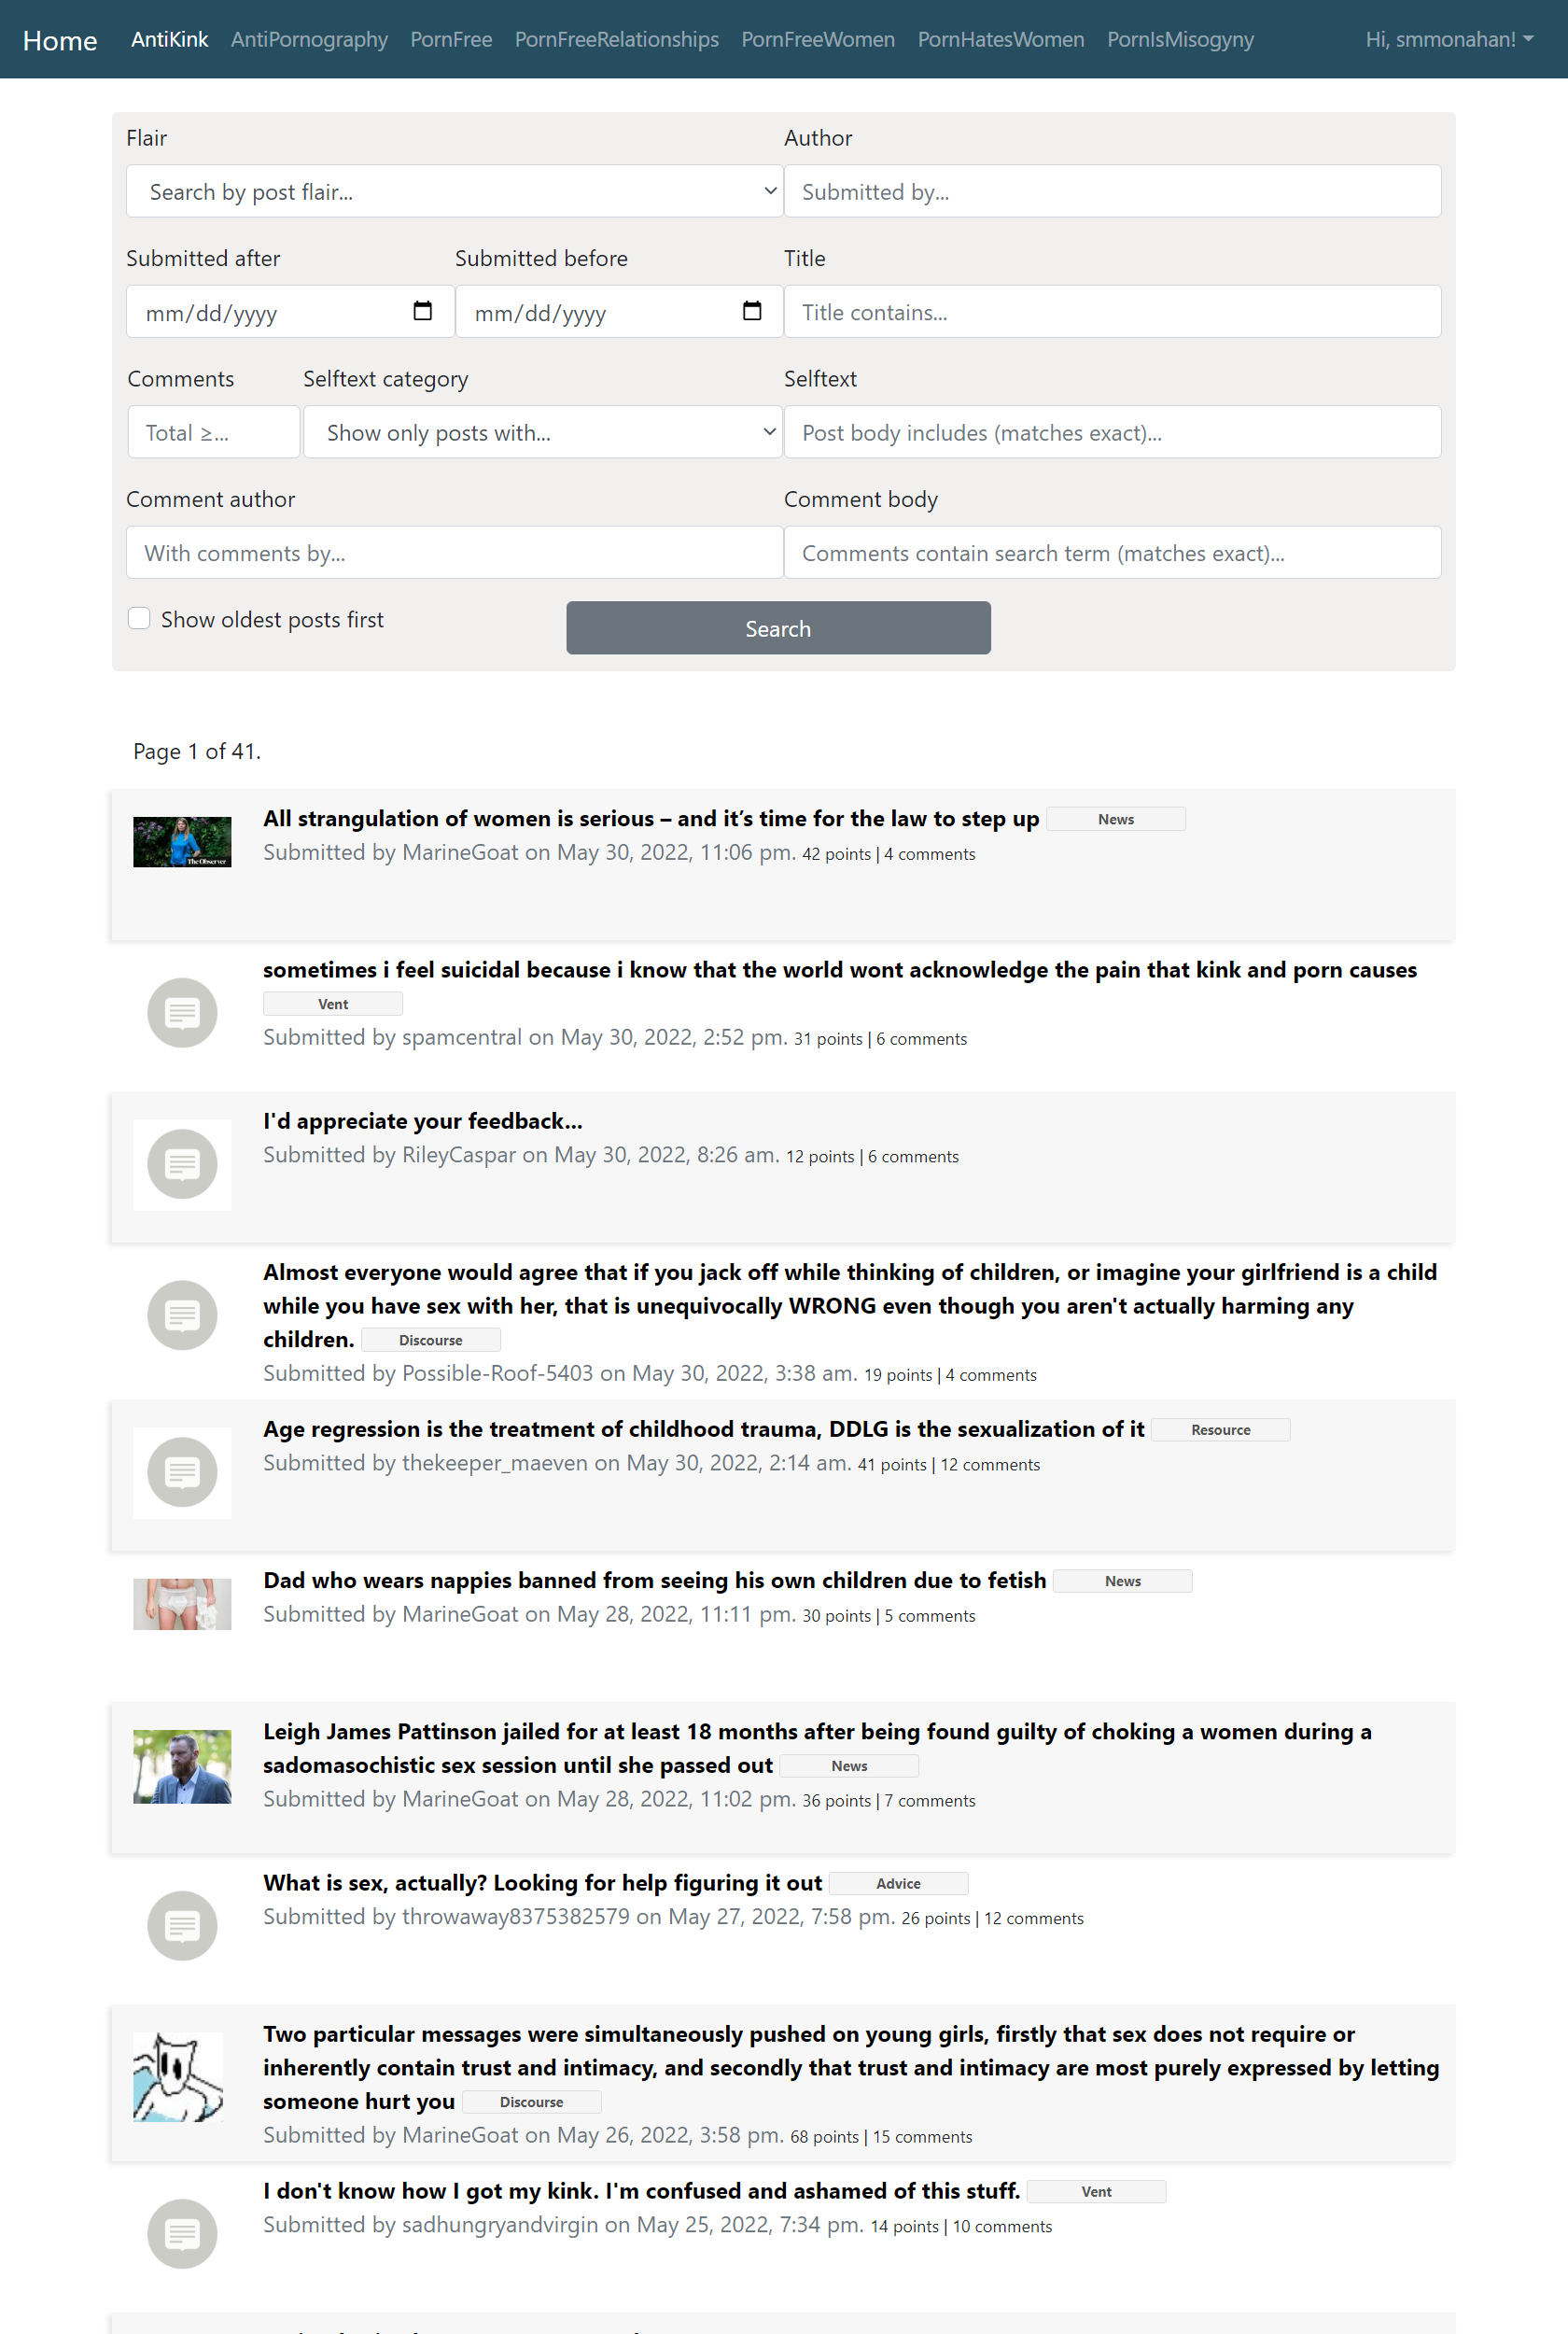 Home AntiKink AntiPornography PornFree PornFreeRelationships PornFreeWomen PornHatesWomen PornIsMisogyny Hi, smmonahan!
Flair Author
Search by post flair... Submitted by...
Submitted after Submitted before Title
mm/dd/yyyy mm/dd/yyyy Title contains...
Comments Selftext category Selftext
Total ≥... Show only posts with... Post body includes (matches exact)...
Comment author Comment body
With comments by... Comments contain search term (matches exact)...
Show oldest posts first Search
Page 1 of 41.
All strangulation of women is serious – and it’s time for the law to step up News
The Observer
Submitted by MarineGoat on May 30, 2022, 11:06 pm. 42 points | 4 comments
sometimes i feel suicidal because i know that the world wont acknowledge the pain that kink and porn causes
Vent
Submitted by spamcentral on May 30, 2022, 2:52 pm. 31 points | 6 comments
I'd appreciate your feedback...
Submitted by RileyCaspar on May 30, 2022, 8:26 am. 12 points | 6 comments
Almost everyone would agree that if you jack off while thinking of children, or imagine your girlfriend is a child
while you have sex with her, that is unequivocally WRONG even though you aren't actually harming any
children. Discourse
Submitted by Possible-Roof-5403 on May 30, 2022, 3:38 am. 19 points | 4 comments
Age regression is the treatment of childhood trauma, DDLG is the sexualization of it Resource
Submitted by thekeeper_maeven on May 30, 2022, 2:14 am. 41 points | 12 comments
Dad who wears nappies banned from seeing his own children due to fetish News
Submitted by MarineGoat on May 28, 2022, 11:11 pm. 30 points | 5 comments
Leigh James Pattinson jailed for at least 18 months after being found guilty of choking a women during a
sadomasochistic sex session until she passed out News
Submitted by MarineGoat on May 28, 2022, 11:02 pm. 36 points | 7 comments
What is sex, actually? Looking for help figuring it out Advice
Submitted by throwaway8375382579 on May 27, 2022, 7:58 pm. 26 points | 12 comments
Two particular messages were simultaneously pushed on young girls, firstly that sex does not require or
inherently contain trust and intimacy, and secondly that trust and intimacy are most purely expressed by letting
someone hurt you Discourse
Submitted by MarineGoat on May 26, 2022, 3:58 pm. 68 points | 15 comments
I don't know how I got my kink. I'm confused and ashamed of this stuff. Vent
Submitted by sadhungryandvirgin on May 25, 2022, 7:34 pm. 14 points | 10 comments